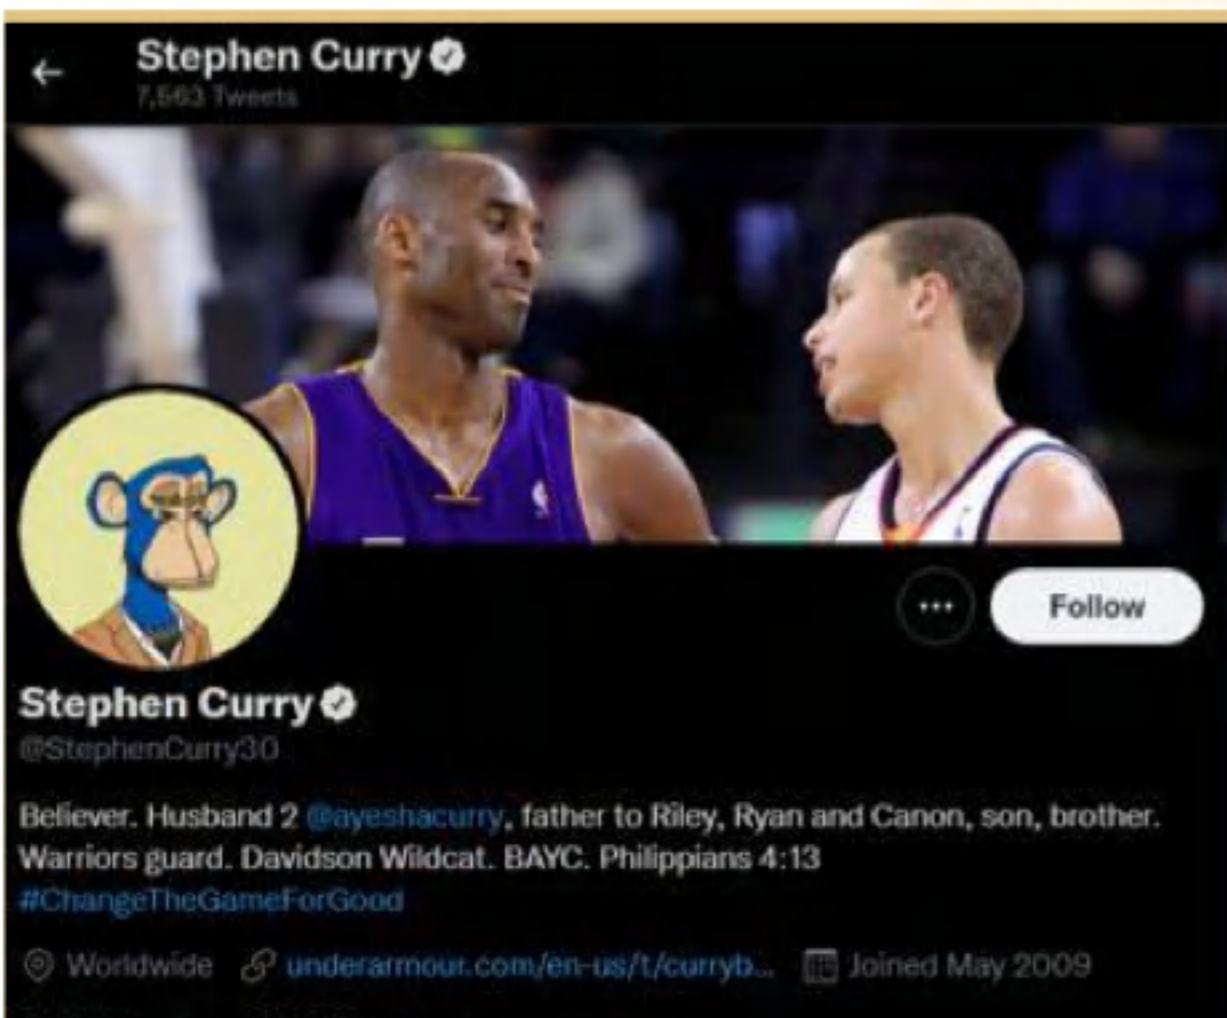 Stephen Curry
7,563 Tweets
Follow
Stephen Curry
@StephenCurry30
Believer. Husband 2 @ayeshacurry, father to Riley, Ryan and Canon, son, brother.
Warriors guard. Davidson Wildcat. BAYC. Philippians 4:13
#ChangeTheGameForGood
Worldwide underarmour.com/en-us/t/curryb... Joined May 2009